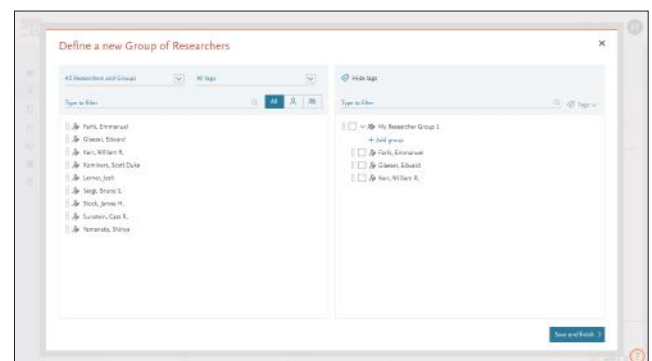 Define a new Group of Researchers
All Researchers and Groups
All tags
Type to filter
All
Farhi, Emmanuel
Glaeser, Edward
Kerr, William R.
Kominers, Scott Duke
Lerner, Josh
Seigl, Bruno S.
Stock, James H.
Sunstein, Cass R.
Yamanaka, Shinya
Hide tags
Type to filter
Tags
My Researcher Group 1
+ Add group
Farhi, Emmanuel
Glaeser, Edward
Kerr, William R.
Save and Finish